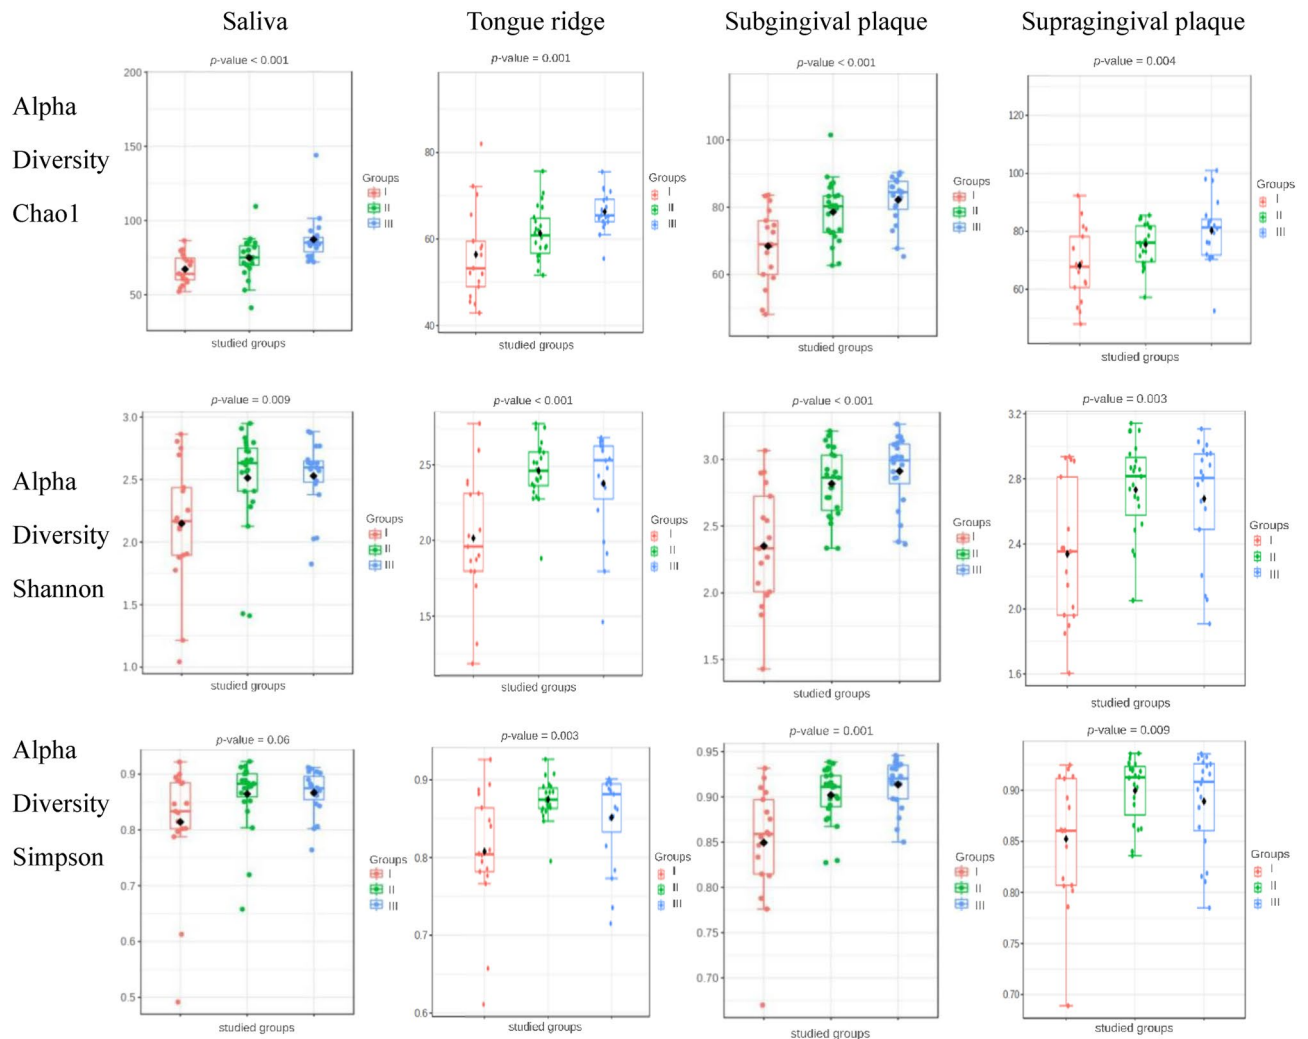 Saliva
Tongue ridge
Subgingival plaque
Supragingival plaque
Alpha
Diversity
Chao1
p-value < 0.001
200
150
100
50
studied groups
Groups
I
II
III
p-value = 0.001
80
60
40
studied groups
Groups
I
II
III
p-value < 0.001
100
80
60
studied groups
Groups
I
II
III
p-value = 0.004
120
100
80
60
studied groups
Groups
I
II
III
Alpha
Diversity
Shannon
p-value = 0.009
3.0
2.5
2.0
1.5
1.0
studied groups
Groups
I
II
III
p-value < 0.001
2.5
2.0
1.5
studied groups
Groups
I
II
III
p-value < 0.001
3.0
2.5
2.0
1.5
studied groups
Groups
I
II
III
p-value = 0.003
3.2
2.8
2.4
2.0
1.6
studied groups
Groups
I
II
III
Alpha
Diversity
Simpson
p-value = 0.06
0.9
0.8
0.7
0.6
0.5
studied groups
Groups
I
II
III
p-value = 0.003
0.9
0.8
0.7
0.6
studied groups
Groups
I
II
III
p-value = 0.001
0.95
0.90
0.85
0.80
0.75
0.70
studied groups
Groups
I
II
III
p-value = 0.009
0.90
0.85
0.80
0.75
0.70
studied groups
Groups
I
II
III